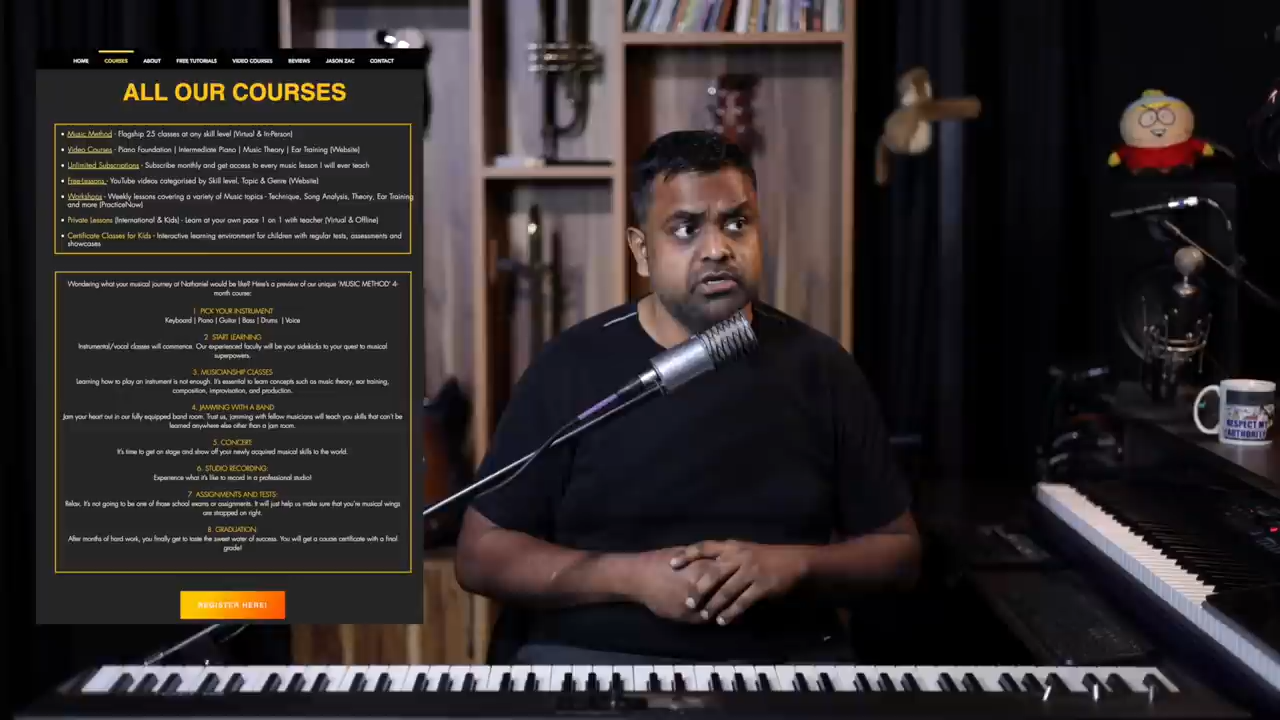 HOME COURSES ABOUT FREE TUTORIALS VIDEO COURSES REVIEWS JASON ZAC CONTACT
ALL OUR COURSES
• Music Method - Flagship 25 classes at any skill level (Virtual & In-Person)
• Video Courses - Piano Foundation | Intermediate Piano | Music Theory | Ear Training (Website)
• Unlimited Subscriptions - Subscribe monthly and get access to every music lesson I will ever teach
• Free-Lessons - YouTube videos categorised by Skill level, Topic & Genre (Website)
• Workshops - Weekly lessons covering a variety of Music topics - Technique, Song Analysis, Theory, Ear Training
and more (PracticeNow)
• Private Lessons (International & Kids) - Learn at your own pace 1 on 1 with teacher (Virtual & Offline)
• Certificate Classes for Kids - Interactive learning environment for children with regular tests, assessments and
showcases
Wondering what your musical journey at Nathaniel would be like? Here's a preview of our unique 'MUSIC METHOD' 4-
month course:
1 PICK YOUR INSTRUMENT
Keyboard | Piano | Guitar | Bass | Drums | Voice
2 START LEARNING
Instrumental/vocal classes will commence. Our experienced faculty will be your sidekicks to your quest to musical
superpowers.
3. MUSICIANSHIP CLASSES
Learning how to play an instrument is not enough. It's essential to learn concepts such as music theory, ear training,
composition, improvisation, and production.
4. JAMMING WITH A BAND
Jam your heart out in our fully equipped band room. Trust us, jamming with fellow musicians will teach you skills that can't be
learned anywhere else other than a jam room.
5. CONCERT:
It's time to get on stage and show off your newly acquired musical skills to the world.
6. STUDIO RECORDING:
Experience what it's like to record in a professional studio!
7. ASSIGNMENTS AND TESTS:
Relax. It's not going to be one of those school exams or assignments. It will just help us make sure that you're musical wings
are strapped on right.
8. GRADUATION:
After months of hard work, you finally get to taste the sweet water of success. You will get a course certificate with a final
grade!
REGISTER HERE!
RESPECT MY
AUTHORITY